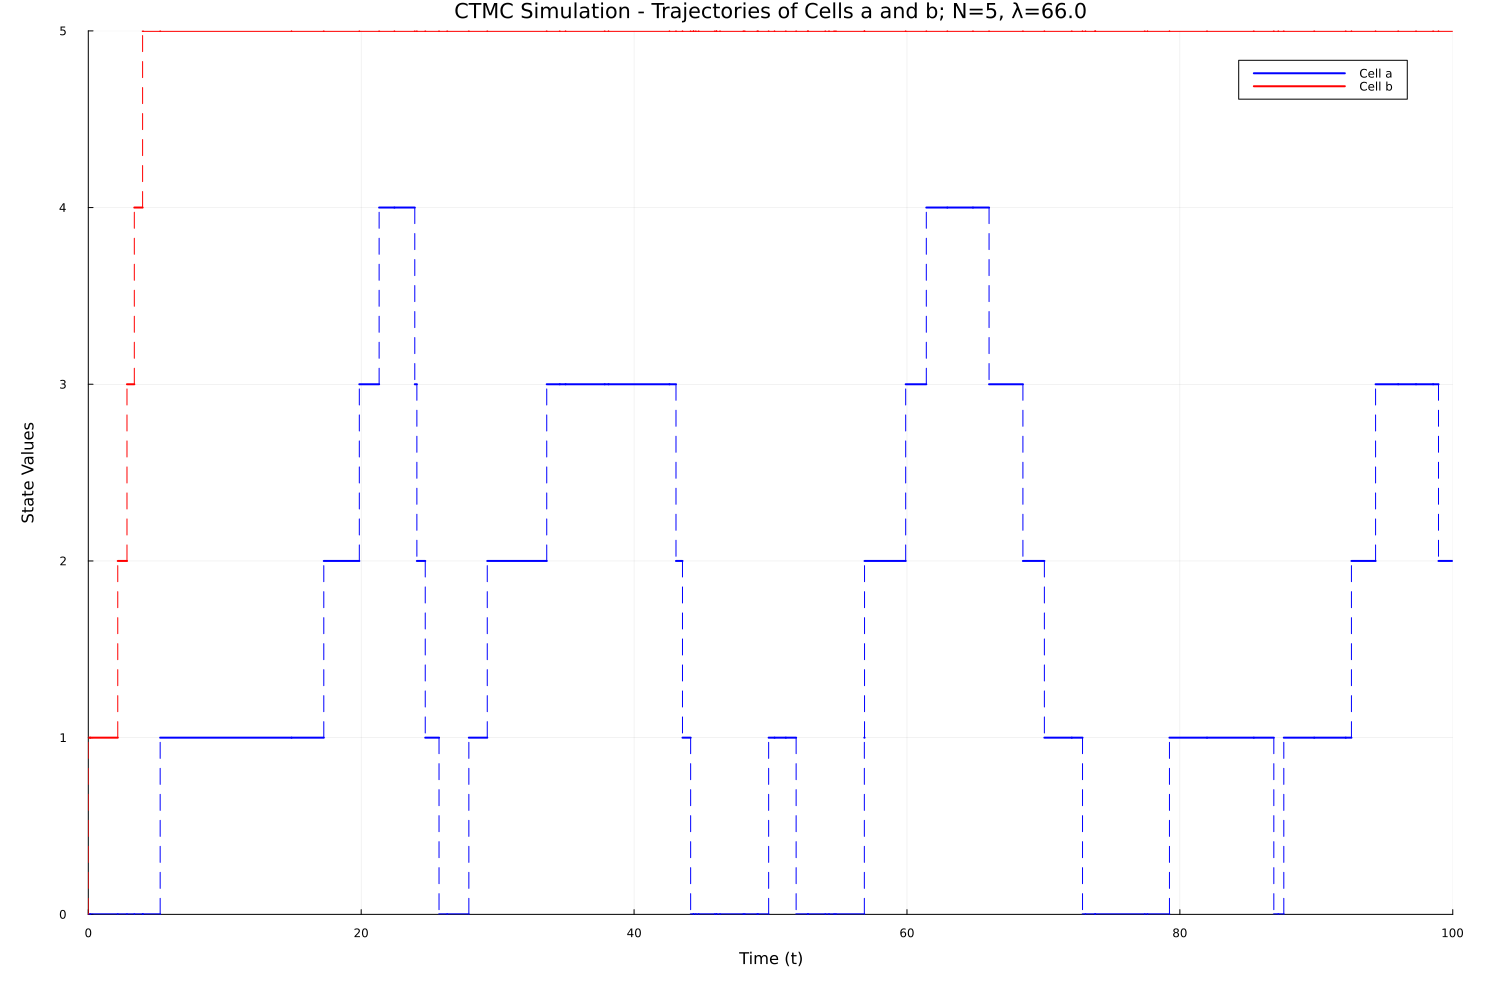 CTMC Simulation - Trajectories of Cells a and b; N=5, λ=66.0
Cell a
Cell b
State Values
5
4
3
2
1
0
0 20 40 60 80 100
Time (t)